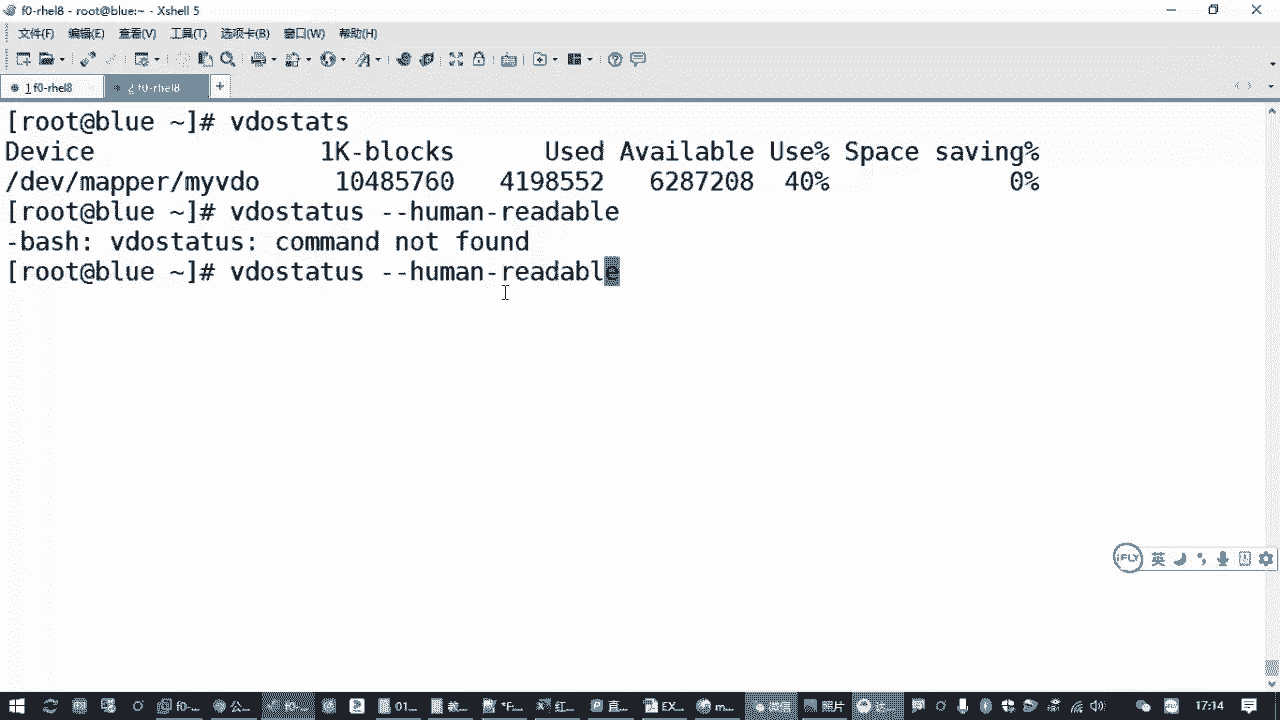 f0-rhel8 - root@blue:~ - Xshell 5
文件(F) 编辑(E) 查看(V) 工具(T) 选项卡(B) 窗口(W) 帮助(H)
1 f0-rhel8 2 f0-rhel8 +
[root@blue ~]# vdostats
Device 1K-blocks Used Available Use% Space saving%
/dev/mapper/myvdo 10485760 4198552 6287208 40% 0%
[root@blue ~]# vdostatus --human-readable
-bash: vdostatus: command not found
[root@blue ~]# vdostatus --human-readable
iFLY 英
f0-... 公... f0-... 01... 教... 红... 直... EX... m... 微信 照片 17:14